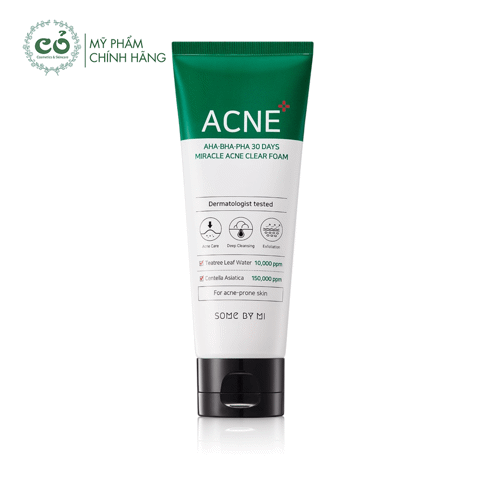 CỎ
Cosmetics & Skincare
MỸ PHẨM
CHÍNH HÃNG
ACNE+
AHA·BHA·PHA 30 DAYS
MIRACLE ACNE CLEAR FOAM
Dermatologist tested
Acne Care
Deep Cleansing
Exfoliation
Teatree Leaf Water 10,000 ppm
Centella Asiatica 150,000 ppm
For acne-prone skin
SOME BY MI